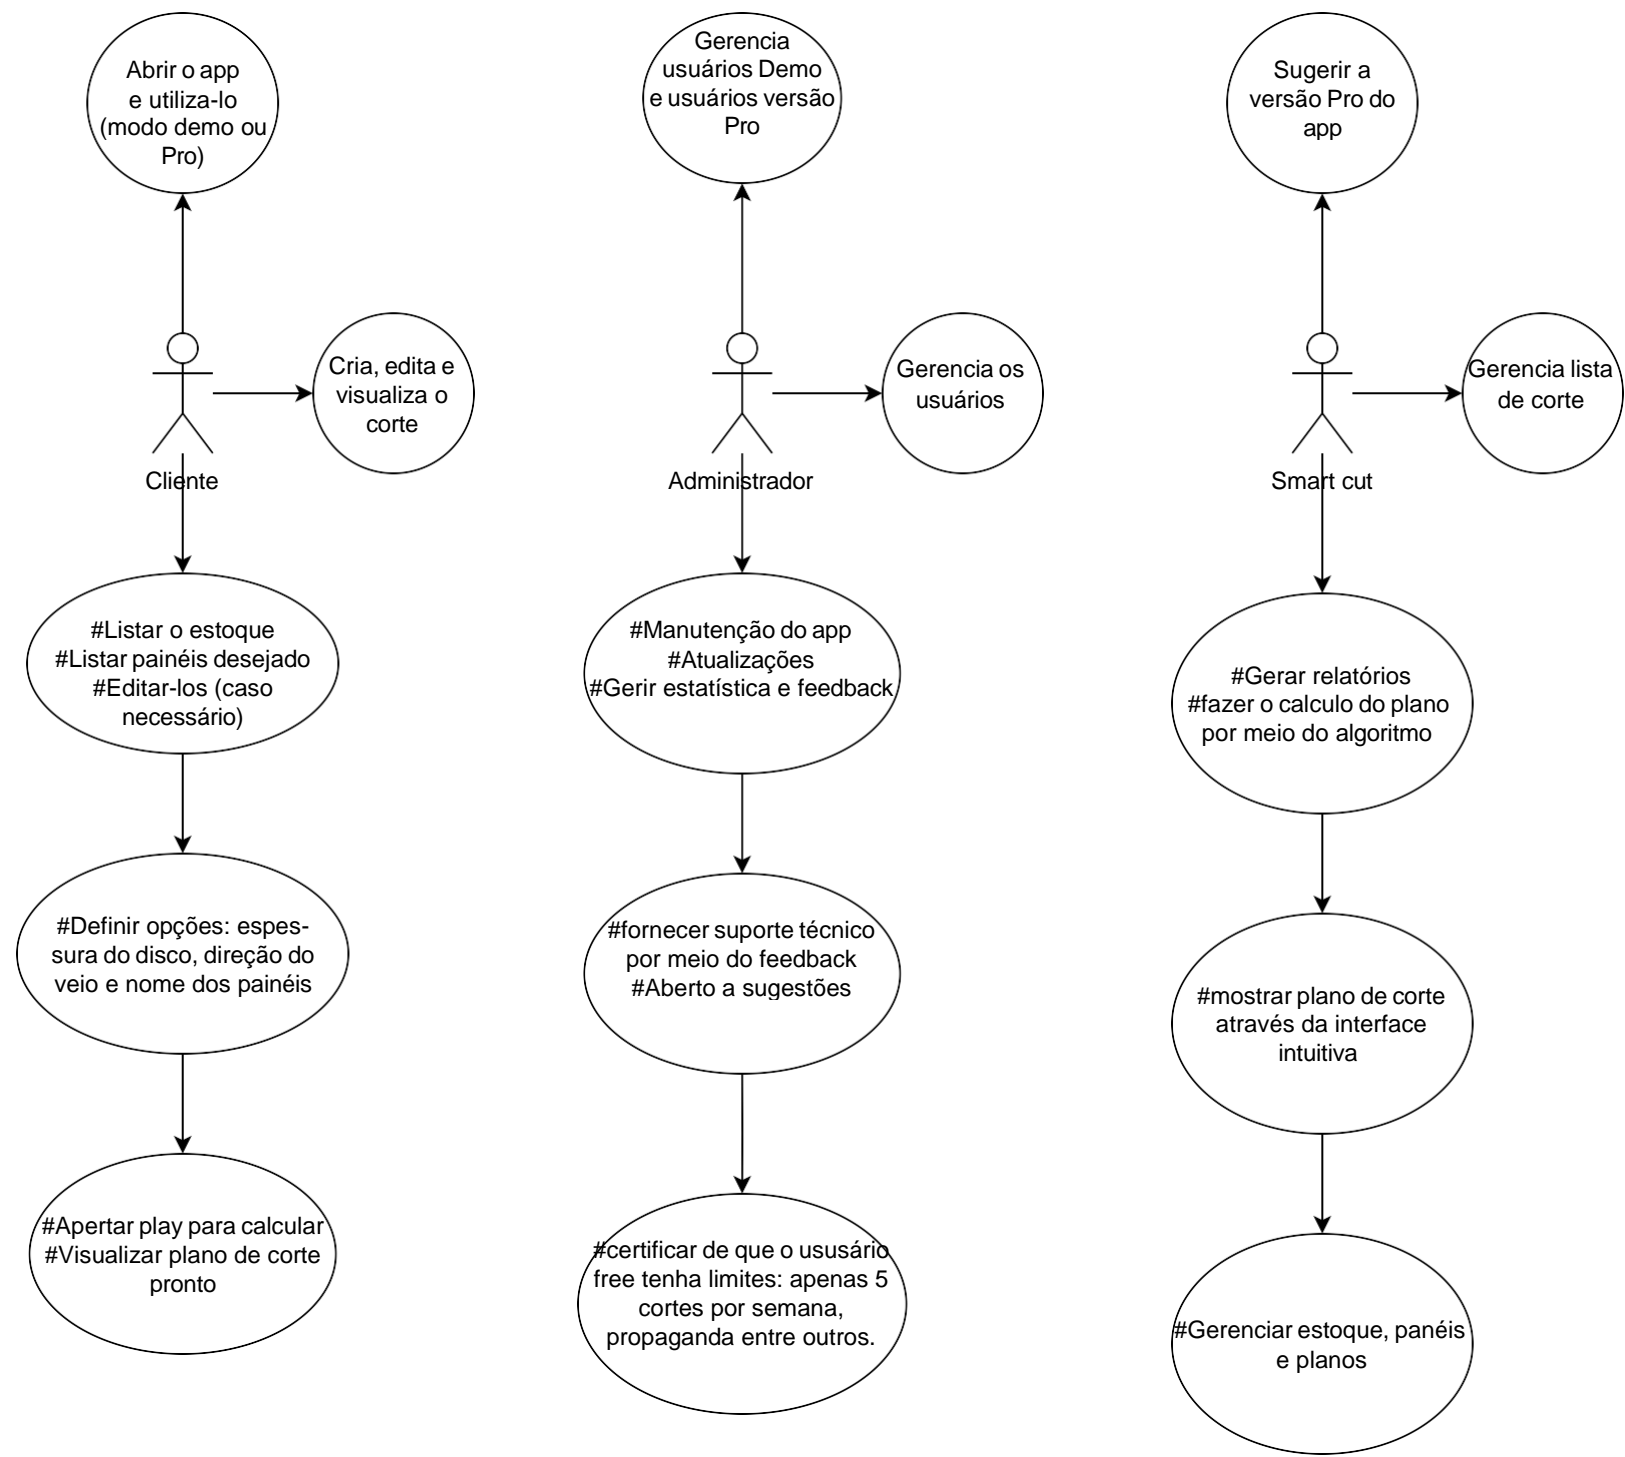 Abrir o app
e utiliza-lo
(modo demo ou
Pro)
Gerencia
usuários Demo
e usuários versão
Pro
Sugerir a
versão Pro do
app
Cria, edita e
visualiza o
corte
Gerencia os
usuários
Gerencia lista
de corte
Cliente
Administrador
Smart cut
#Listar o estoque
#Listar painéis desejado
#Editar-los (caso
necessário)
#Manutenção do app
#Atualizações
#Gerir estatística e feedback
#Gerar relatórios
#fazer o calculo do plano
por meio do algoritmo
#Definir opções: espes-
sura do disco, direção do
veio e nome dos painéis
#fornecer suporte técnico
por meio do feedback
#Aberto a sugestões
#mostrar plano de corte
através da interface
intuitiva
#Apertar play para calcular
#Visualizar plano de corte
pronto
#certificar de que o ususário
free tenha limites: apenas 5
cortes por semana,
propaganda entre outros.
#Gerenciar estoque, panéis
e planos